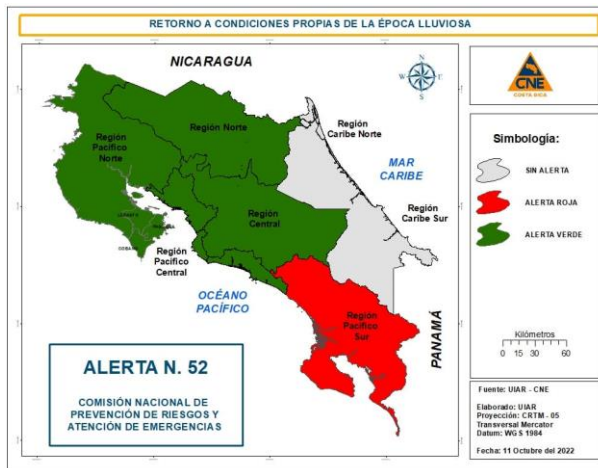 RETORNO A CONDICIONES PROPIAS DE LA ÉPOCA LLUVIOSA
NICARAGUA
N
W
E
S
CNE
COSTA RICA
Región
Caribe Norte
Región Norte
Región
Pacífico
Norte
MAR
CARIBE
Región
Caribe Sur
Región
Central
Región
Pacífico
Central
OCÉANO
PACÍFICO
Región
Pacífico
Sur
PANAMÁ
Simbología:
SIN ALERTA
ALERTA ROJA
ALERTA VERDE
Kilómetros
0 15 30 60
ALERTA N. 52
COMISIÓN NACIONAL DE
PREVENCIÓN DE RIESGOS Y
ATENCIÓN DE EMERGENCIAS
Fuente: UIAR - CNE
Elaborado: UIAR
Proyección: CRTM - 05
Transversal Mercator
Datum: WGS 1984
Fecha: 11 Octubre del 2022